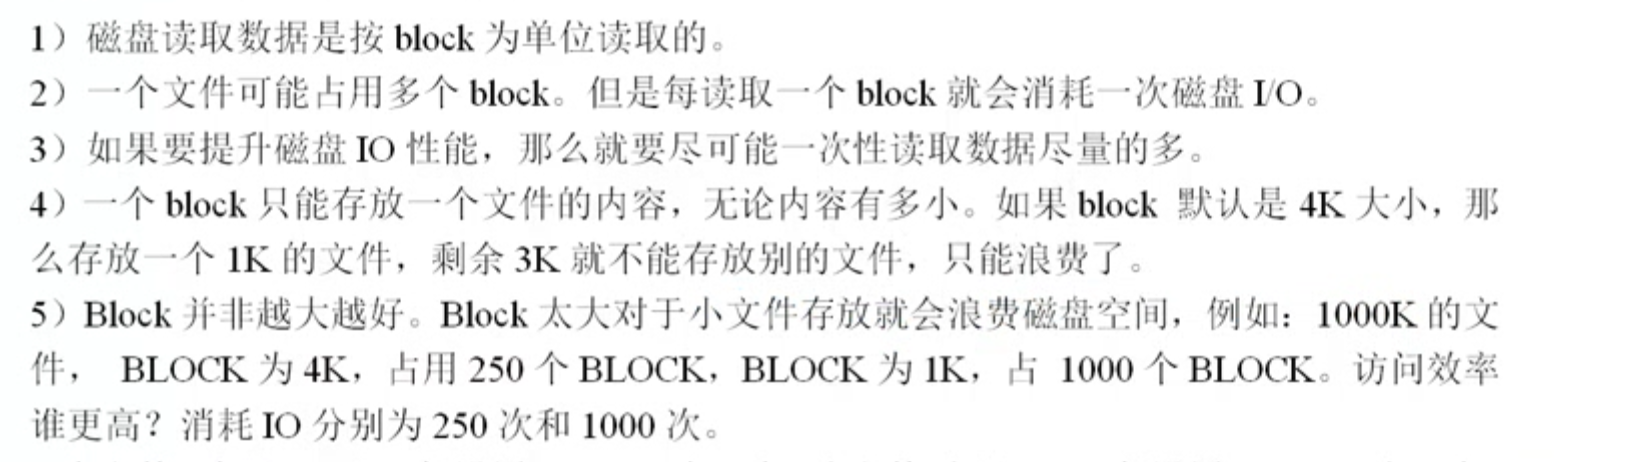 1）磁盘读取数据是按 block 为单位读取的。
2）一个文件可能占用多个 block。但是每读取一个 block 就会消耗一次磁盘 I/O。
3）如果要提升磁盘 IO 性能，那么就要尽可能一次性读取数据尽量的多。
4）一个 block 只能存放一个文件的内容，无论内容有多小。如果 block 默认是 4K 大小，那
么存放一个 1K 的文件，剩余 3K 就不能存放别的文件，只能浪费了。
5）Block 并非越大越好。Block 太大对于小文件存放就会浪费磁盘空间，例如：1000K 的文
件， BLOCK 为 4K，占用 250 个 BLOCK，BLOCK 为 1K，占 1000 个 BLOCK。访问效率
谁更高？消耗 IO 分别为 250 次和 1000 次。